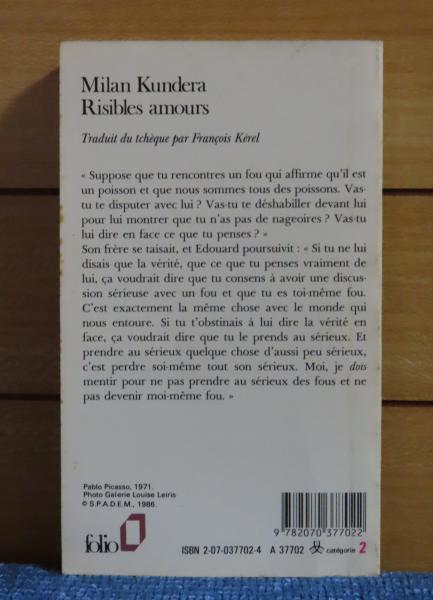 Milan Kundera
Risibles amours
Traduit du tchèque par François Kérel
« Suppose que tu rencontres un fou qui affirme qu'il est
un poisson et que nous sommes tous des poissons. Vas-
tu te disputer avec lui ? Vas-tu te déshabiller devant lui
pour lui montrer que tu n'as pas de nageoires ? Vas-tu
lui dire en face ce que tu penses ? »
Son frère se taisait, et Edouard poursuivit : « Si tu ne lui
disais que la vérité, que ce que tu penses vraiment de
lui, ça voudrait dire que tu consens à avoir une discus-
sion sérieuse avec un fou et que tu es toi-même fou.
C'est exactement la même chose avec le monde qui
nous entoure. Si tu t'obstinais à lui dire la vérité en
face, ça voudrait dire que tu le prends au sérieux. Et
prendre au sérieux quelque chose d'aussi peu sérieux,
c'est perdre soi-même tout son sérieux. Moi, je dois
mentir pour ne pas prendre au sérieux des fous et ne
pas devenir moi-même fou. »
Pablo Picasso, 1971.
Photo Galerie Louise Leiris
© S.P.A.D.E.M., 1986.
folio
9 782070 377022
ISBN 2-07-037702-4 A 37702 catégorie 2